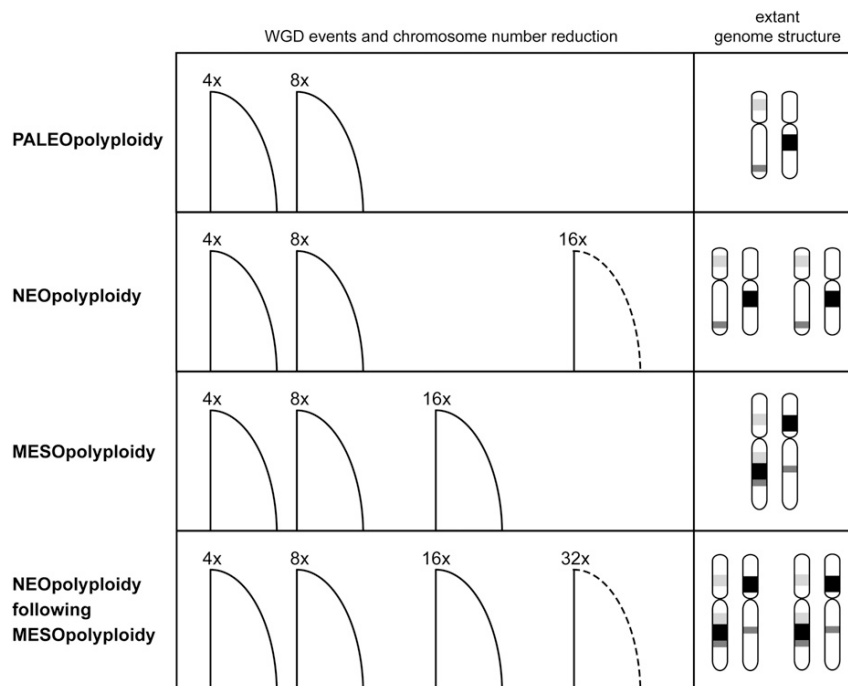 WGD events and chromosome number reduction
extant
genome structure
PALEOpolyploidy
4x 8x
NEOpolyploidy
4x 8x 16x
MESOpolyploidy
4x 8x 16x
NEOpolyploidy
following
MESOpolyploidy
4x 8x 16x 32x